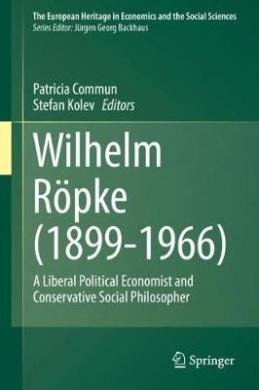 The European Heritage in Economics and the Social Sciences
Series Editor: Jürgen Georg Backhaus
Patricia Commun
Stefan Kolev Editors
Wilhelm
Röpke
(1899-1966)
A Liberal Political Economist and
Conservative Social Philosopher
Springer